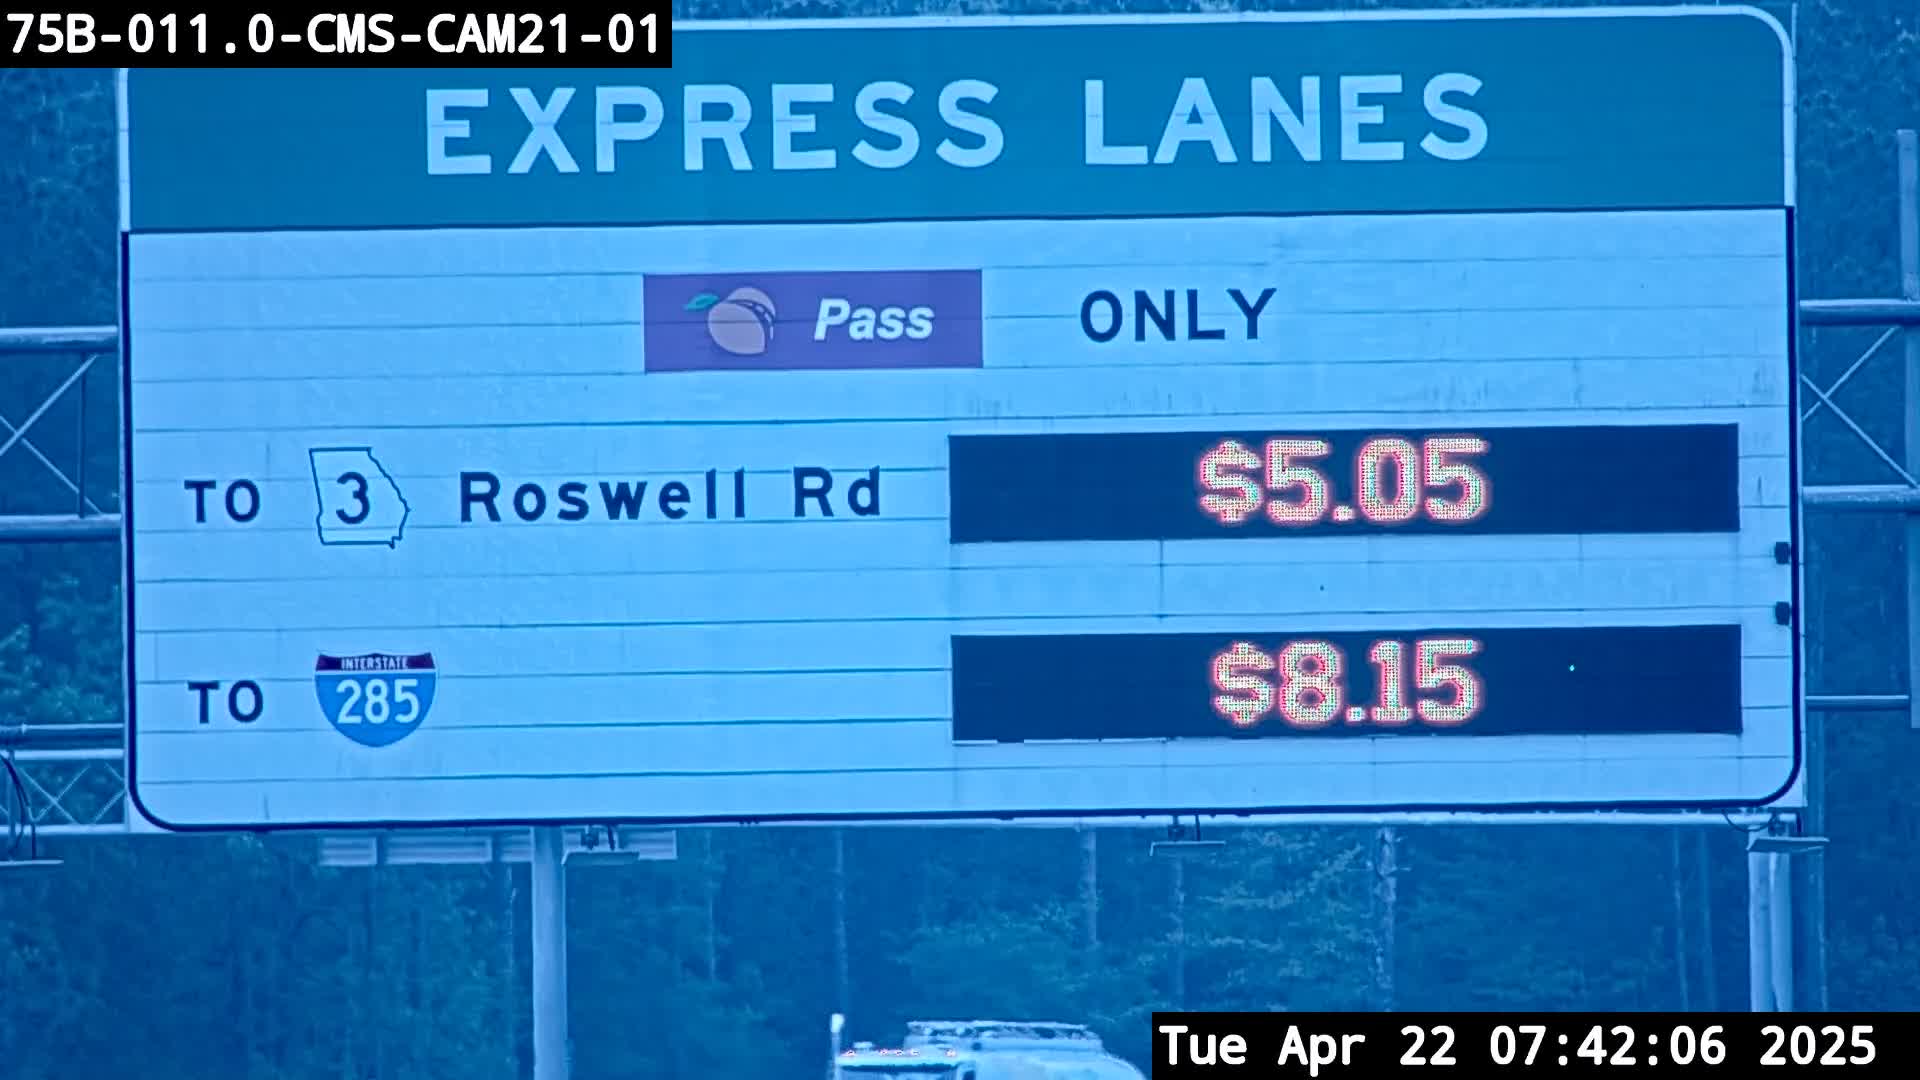 75B-011.0-CMS-CAM21-01
EXPRESS LANES
Pass ONLY
TO 3 Roswell Rd $5.05
TO INTERSTATE 285 $8.15
Tue Apr 22 07:42:06 2025